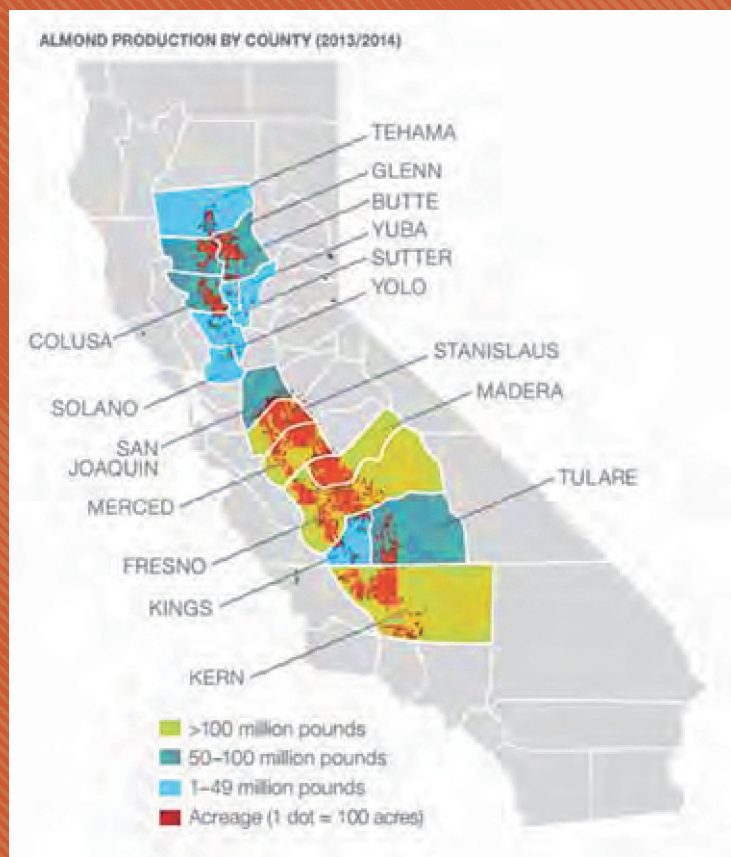 ALMOND PRODUCTION BY COUNTY (2013/2014)
TEHAMA
GLENN
BUTTE
YUBA
SUTTER
YOLO
COLUSA
STANISLAUS
MADERA
SOLANO
SAN
JOAQUIN
TULARE
MERCED
FRESNO
KINGS
KERN
>100 million pounds
50–100 million pounds
1–49 million pounds
Acreage (1 dot = 100 acres)